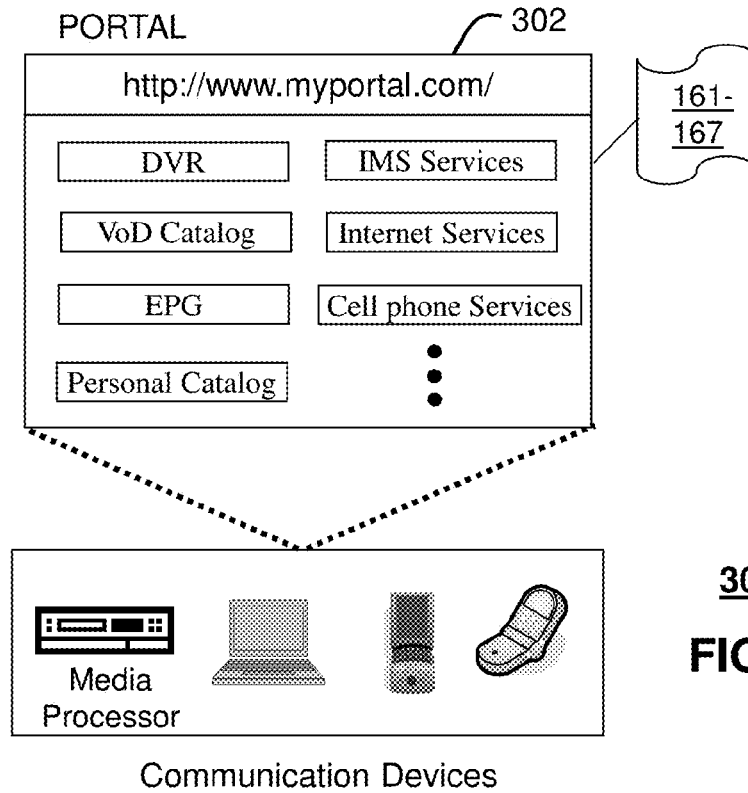 PORTAL
302
http://www.myportal.com/
161-
167
DVR
IMS Services
VoD Catalog
Internet Services
EPG
Cell phone Services
Personal Catalog
Media
Processor
Communication Devices